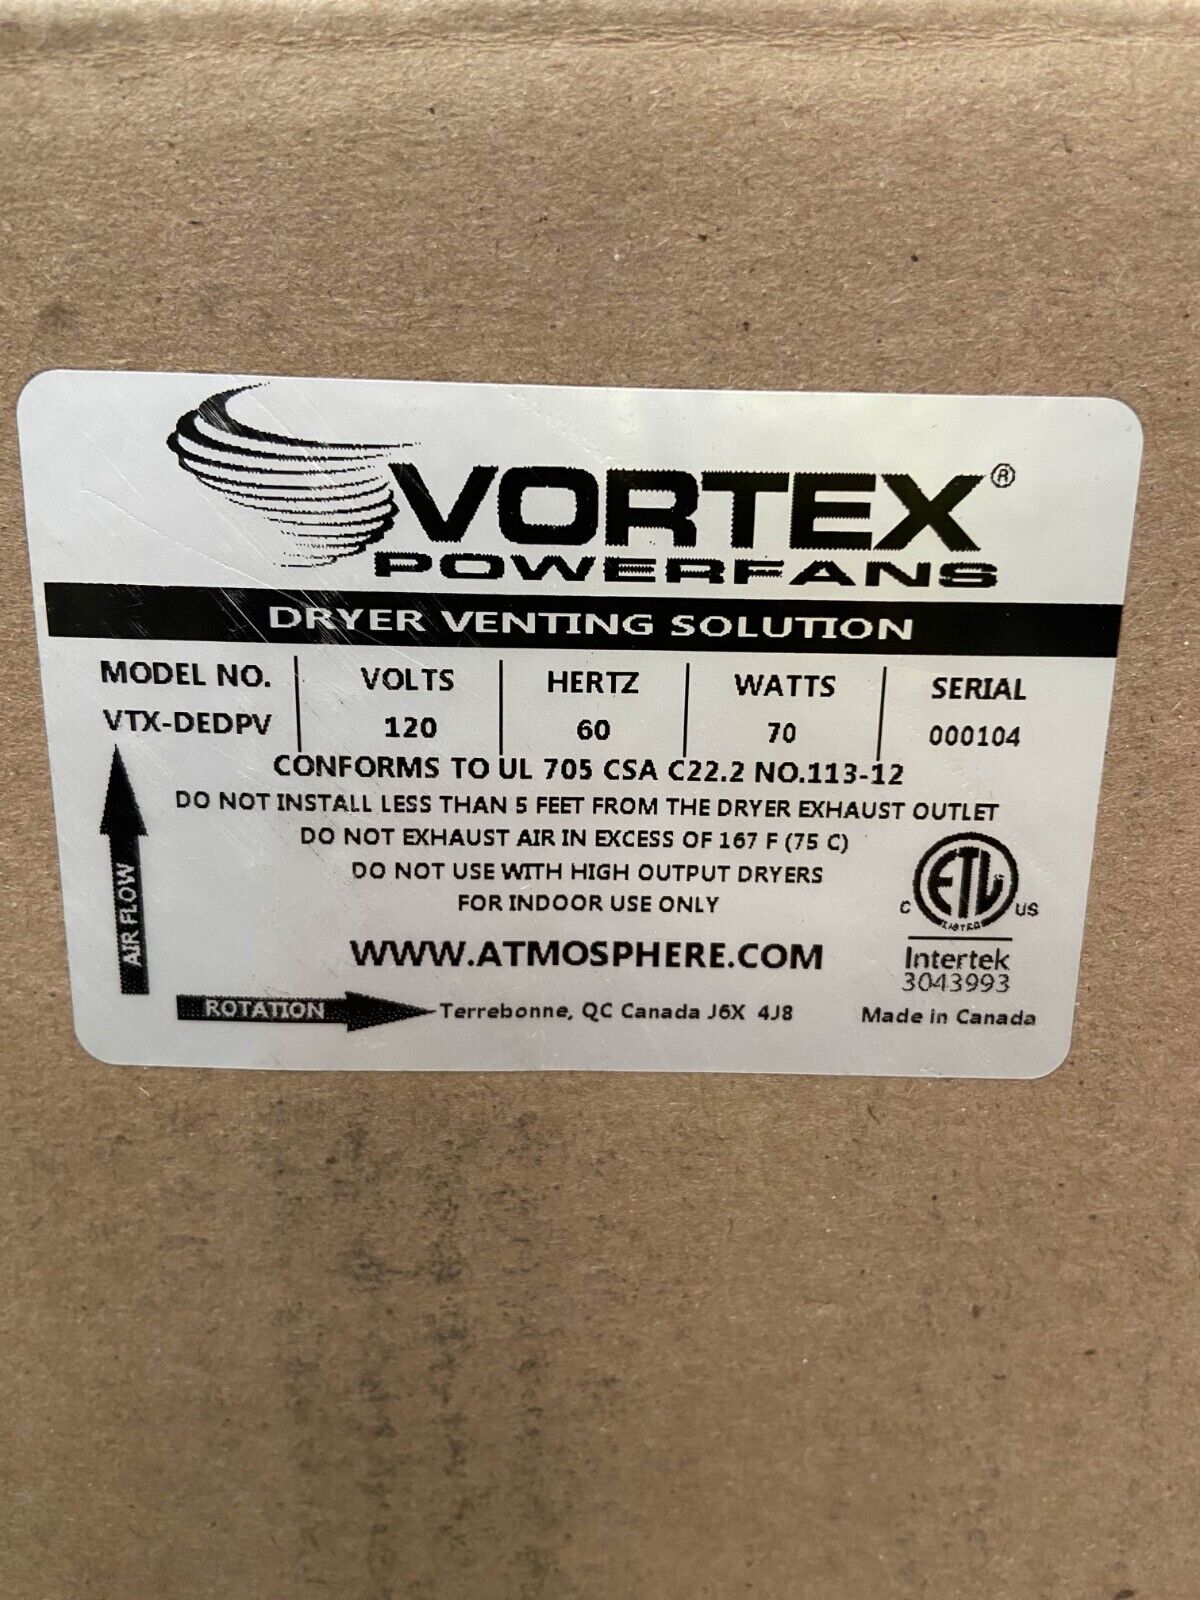 VORTEX®
POWERFANS
DRYER VENTING SOLUTION
MODEL NO. VOLTS HERTZ WATTS SERIAL
VTX-DEDPV 120 60 70 000104
CONFORMS TO UL 705 CSA C22.2 NO.113-12
DO NOT INSTALL LESS THAN 5 FEET FROM THE DRYER EXHAUST OUTLET
DO NOT EXHAUST AIR IN EXCESS OF 167 F (75 C)
DO NOT USE WITH HIGH OUTPUT DRYERS
FOR INDOOR USE ONLY
AIR FLOW
WWW.ATMOSPHERE.COM
ROTATION
Terrebonne, QC Canada J6X 4J8
ETL
LISTED
C US
Intertek
3043993
Made in Canada